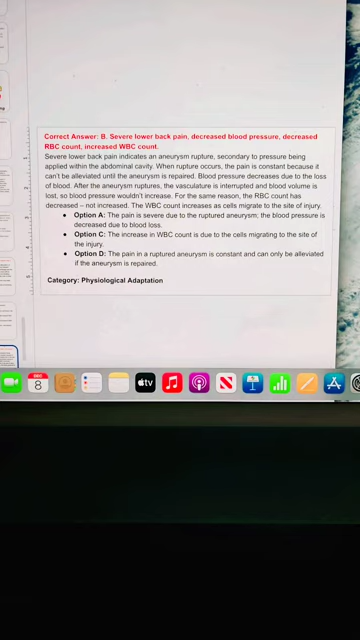 Correct Answer: B. Severe lower back pain, decreased blood pressure, decreased
RBC count, increased WBC count.
Severe lower back pain indicates an aneurysm rupture, secondary to pressure being
applied within the abdominal cavity. When rupture occurs, the pain is constant because it
can't be alleviated until the aneurysm is repaired. Blood pressure decreases due to the loss
of blood. After the aneurysm ruptures, the vasculature is interrupted and blood volume is
lost, so blood pressure wouldn't increase. For the same reason, the RBC count has
decreased – not increased. The WBC count increases as cells migrate to the site of injury.
• Option A: The pain is severe due to the ruptured aneurysm; the blood pressure is
decreased due to blood loss.
• Option C: The increase in WBC count is due to the cells migrating to the site of
the injury.
• Option D: The pain in a ruptured aneurysm is constant and can only be alleviated
if the aneurysm is repaired.
Category: Physiological Adaptation
DEC
8
tv